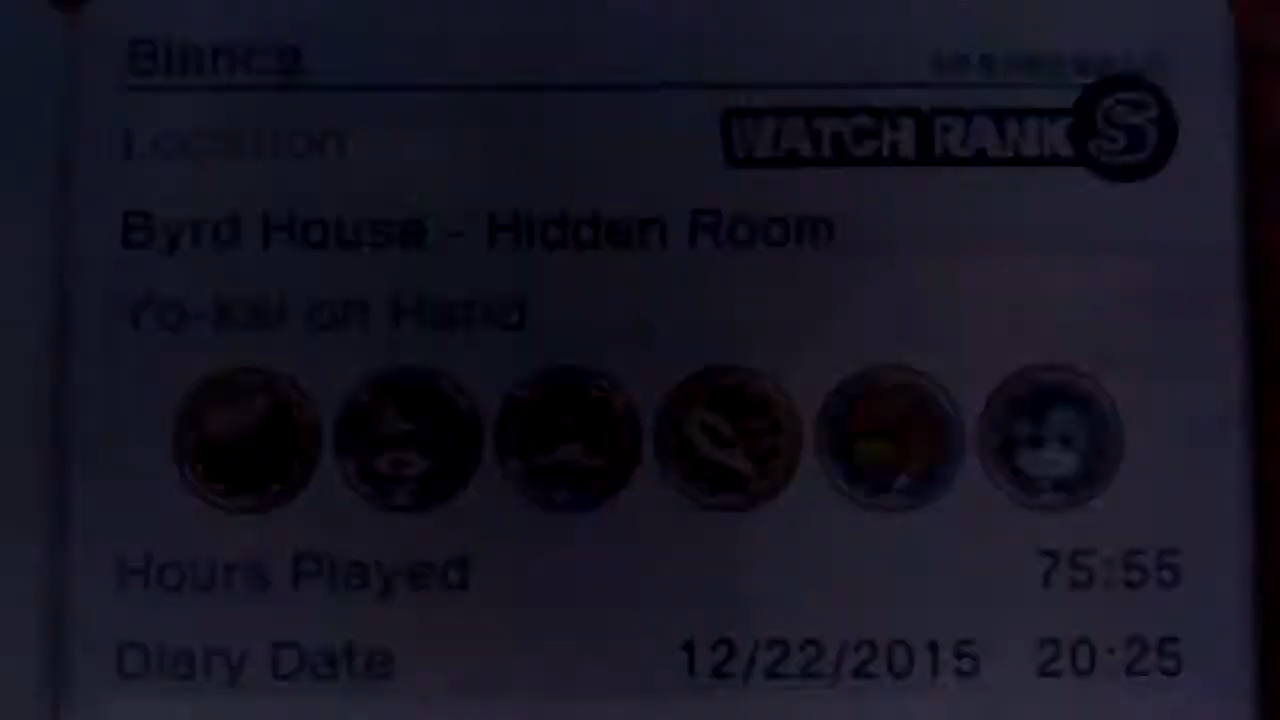 Bianca
Location
WATCH RANK S
Byrd House - Hidden Room
Yo-kai on Hand
Hours Played 75:55
Diary Date 12/22/2015 20:25